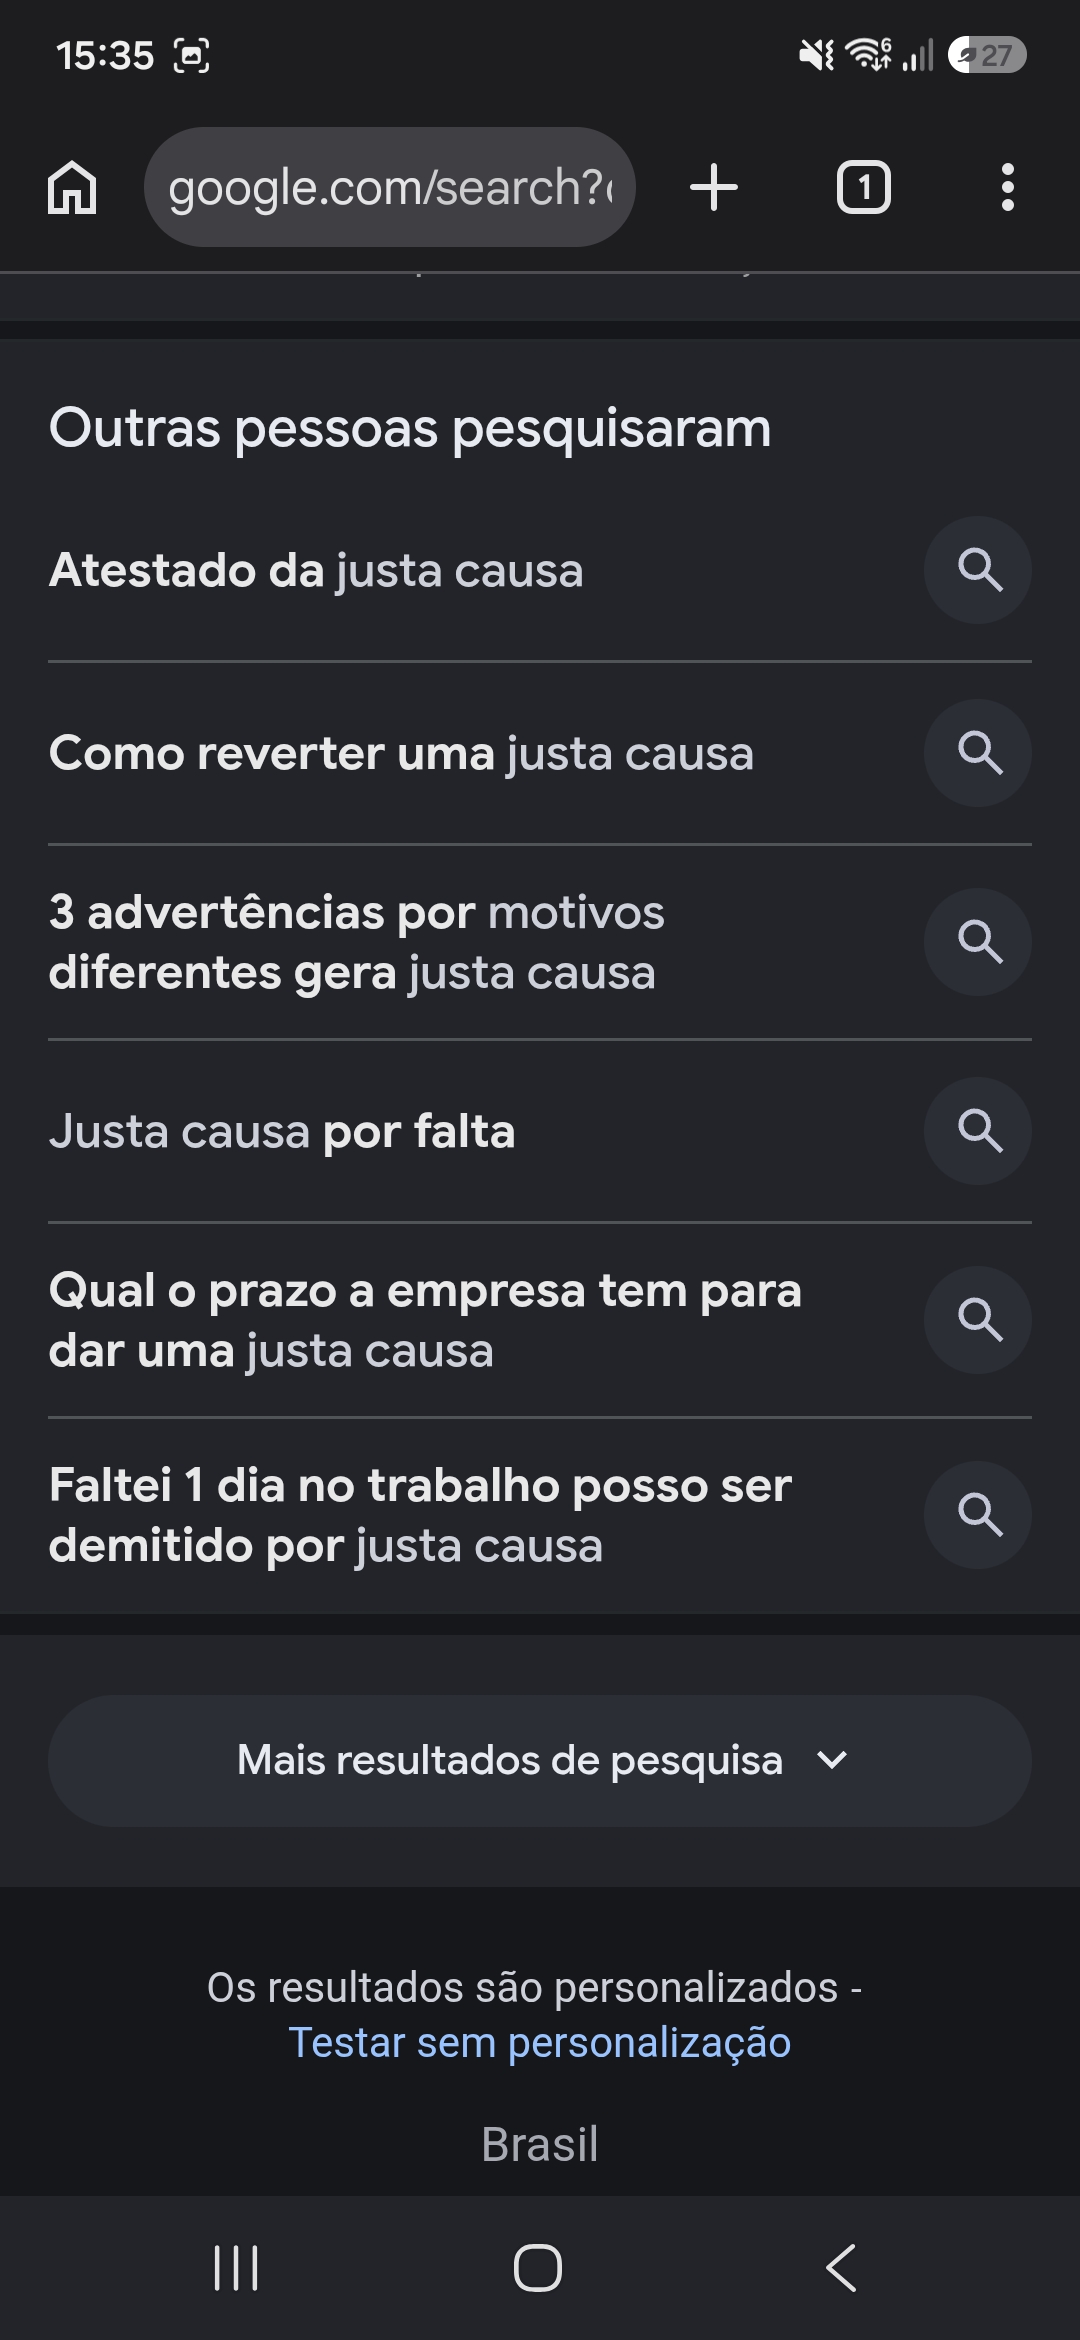 15:35
6
27
google.com/search?
1
Outras pessoas pesquisaram
Atestado da justa causa
Como reverter uma justa causa
3 advertências por motivos
diferentes gera justa causa
Justa causa por falta
Qual o prazo a empresa tem para
dar uma justa causa
Faltei 1 dia no trabalho posso ser
demitido por justa causa
Mais resultados de pesquisa
Os resultados são personalizados -
Testar sem personalização
Brasil